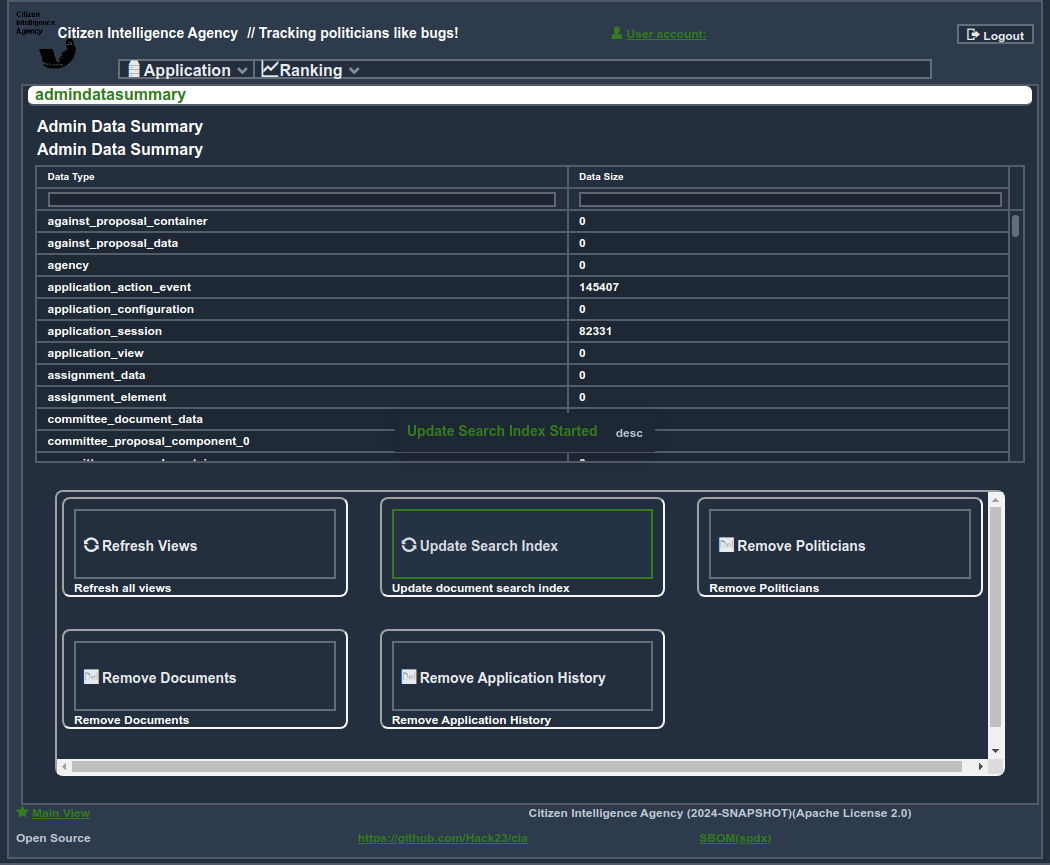 Citizen
Intelligence
Agency
Citizen Intelligence Agency // Tracking politicians like bugs!
User account:
Logout
Application
Ranking
admindatasummary
Admin Data Summary
Admin Data Summary
Data Type Data Size
against_proposal_container 0
against_proposal_data 0
agency 0
application_action_event 145407
application_configuration 0
application_session 82331
application_view 0
assignment_data 0
assignment_element 0
committee_document_data
Update Search Index Started desc
committee_proposal_component_0
Refresh Views
Refresh all views
Update Search Index
Update document search index
Del Remove Politicians
Remove Politicians
Del Remove Documents
Remove Documents
Del Remove Application History
Remove Application History
Main View
Citizen Intelligence Agency (2024-SNAPSHOT)(Apache License 2.0)
Open Source
https://github.com/Hack23/cia
SBOM(spdx)